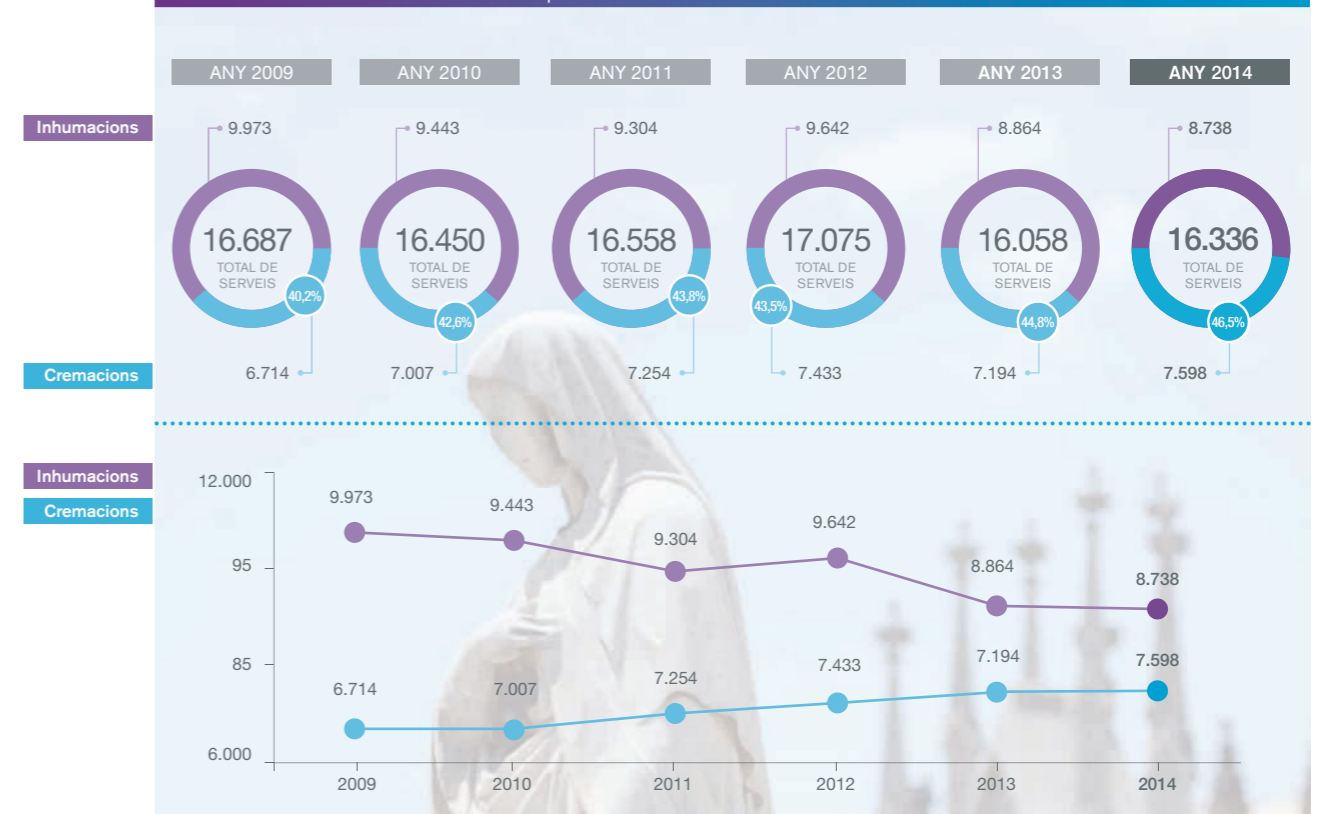 ANY 2009 ANY 2010 ANY 2011 ANY 2012 ANY 2013 ANY 2014
Inhumacions 9.973 9.443 9.304 9.642 8.864 8.738
16.687 16.450 16.558 17.075 16.058 16.336
TOTAL DE TOTAL DE TOTAL DE TOTAL DE TOTAL DE TOTAL DE
SERVEIS SERVEIS SERVEIS SERVEIS SERVEIS SERVEIS
40,2% 42,6% 43,8% 43,5% 44,8% 46,5%
Cremacions 6.714 7.007 7.254 7.433 7.194 7.598
Inhumacions
Cremacions
12.000
9.973 9.443 9.304 9.642 8.864 8.738
95
85
6.714 7.007 7.254 7.433 7.194 7.598
6.000
2009 2010 2011 2012 2013 2014